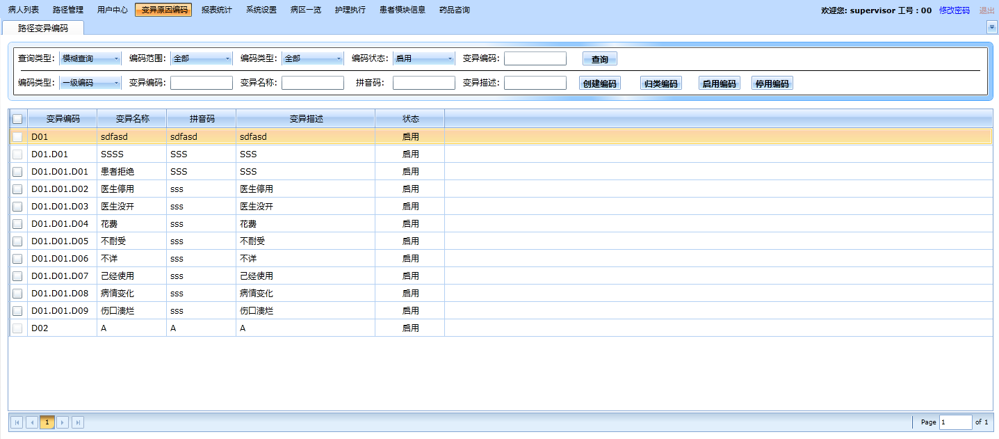 病人列表 路径管理 用户中心 变异原因编码 报表统计 系统设置 病区一览 护理执行 患者模块信息 药品咨询 欢迎您: supervisor 工号：00 修改密码 退出
路径变异编码
查询类型: 模糊查询 编码范围: 全部 编码类型: 全部 编码状态: 启用 变异编码: 查询
编码类型: 一级编码 变异编码: 变异名称: 拼音码: 变异描述: 创建编码 归类编码 启用编码 停用编码
变异编码 变异名称 拼音码 变异描述 状态
D01 sdfasd sdfasd sdfasd 启用
D01.D01 SSSS SSS SSS 启用
D01.D01.D01 患者拒绝 SSS SSS 启用
D01.D01.D02 医生停用 sss 医生停用 启用
D01.D01.D03 医生没开 sss 医生没开 启用
D01.D01.D04 花费 sss 花费 启用
D01.D01.D05 不耐受 sss 不耐受 启用
D01.D01.D06 不详 sss 不详 启用
D01.D01.D07 己经使用 sss 己经使用 启用
D01.D01.D08 病情变化 sss 病情变化 启用
D01.D01.D09 伤口溃烂 sss 伤口溃烂 启用
D02 A A A 启用
1 Page 1 of 1